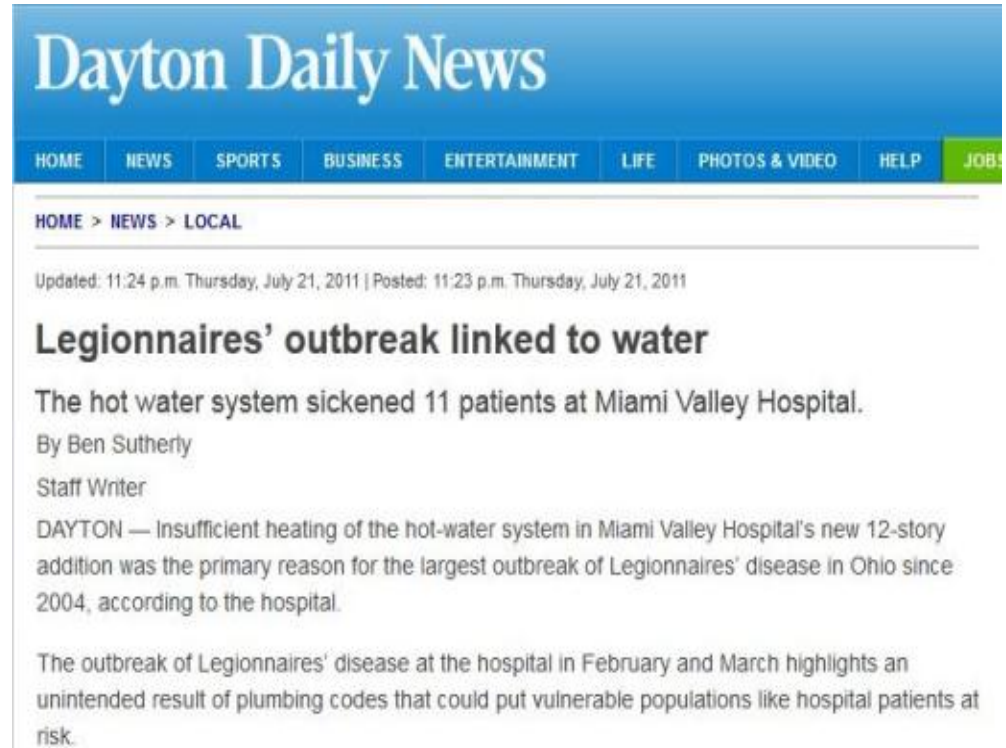 Dayton Daily News
HOME NEWS SPORTS BUSINESS ENTERTAINMENT LIFE PHOTOS & VIDEO HELP JOBS
HOME > NEWS > LOCAL
Updated: 11:24 p.m. Thursday, July 21, 2011 | Posted: 11:23 p.m. Thursday, July 21, 2011
Legionnaires’ outbreak linked to water
The hot water system sickened 11 patients at Miami Valley Hospital.
By Ben Sutherly
Staff Writer
DAYTON — Insufficient heating of the hot-water system in Miami Valley Hospital’s new 12-story
addition was the primary reason for the largest outbreak of Legionnaires’ disease in Ohio since
2004, according to the hospital.
The outbreak of Legionnaires’ disease at the hospital in February and March highlights an
unintended result of plumbing codes that could put vulnerable populations like hospital patients at
risk.